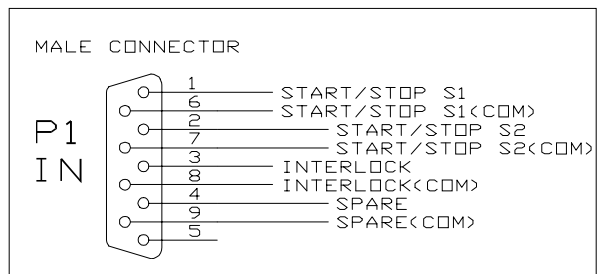 MALE CONNECTOR
P1
IN
1 START/STOP S1
6 START/STOP S1(COM)
2 START/STOP S2
7 START/STOP S2(COM)
3 INTERLOCK
8 INTERLOCK(COM)
4 SPARE
9 SPARE(COM)
5